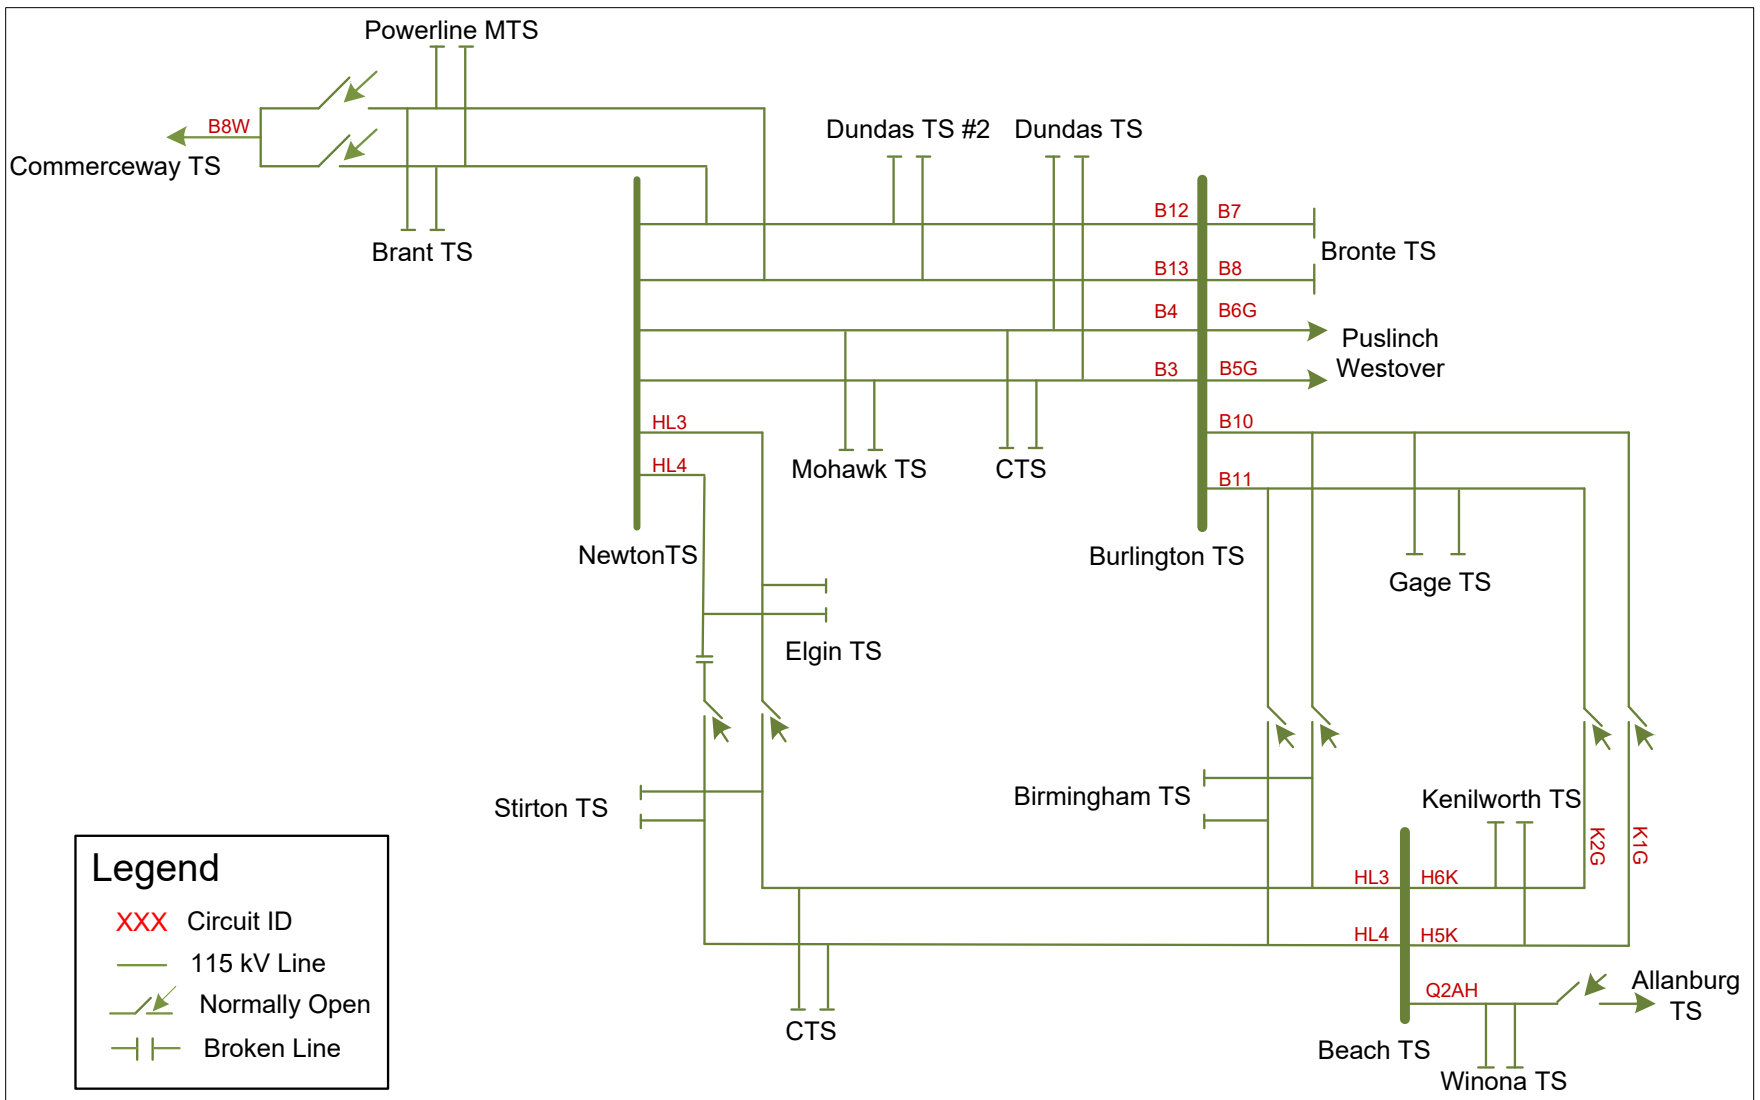 Powerline MTS
B8W
Commerceway TS
Brant TS
Dundas TS #2
Dundas TS
B12
B7
Bronte TS
B13
B8
B4
B6G
Puslinch
Westover
B3
B5G
HL3
B10
HL4
Mohawk TS
CTS
B11
NewtonTS
Burlington TS
Gage TS
Elgin TS
Stirton TS
Birmingham TS
Kenilworth TS
K2G
K1G
HL3
H6K
HL4
H5K
Q2AH
Allanburg
TS
CTS
Beach TS
Winona TS
Legend
XXX Circuit ID
115 kV Line
Normally Open
Broken Line